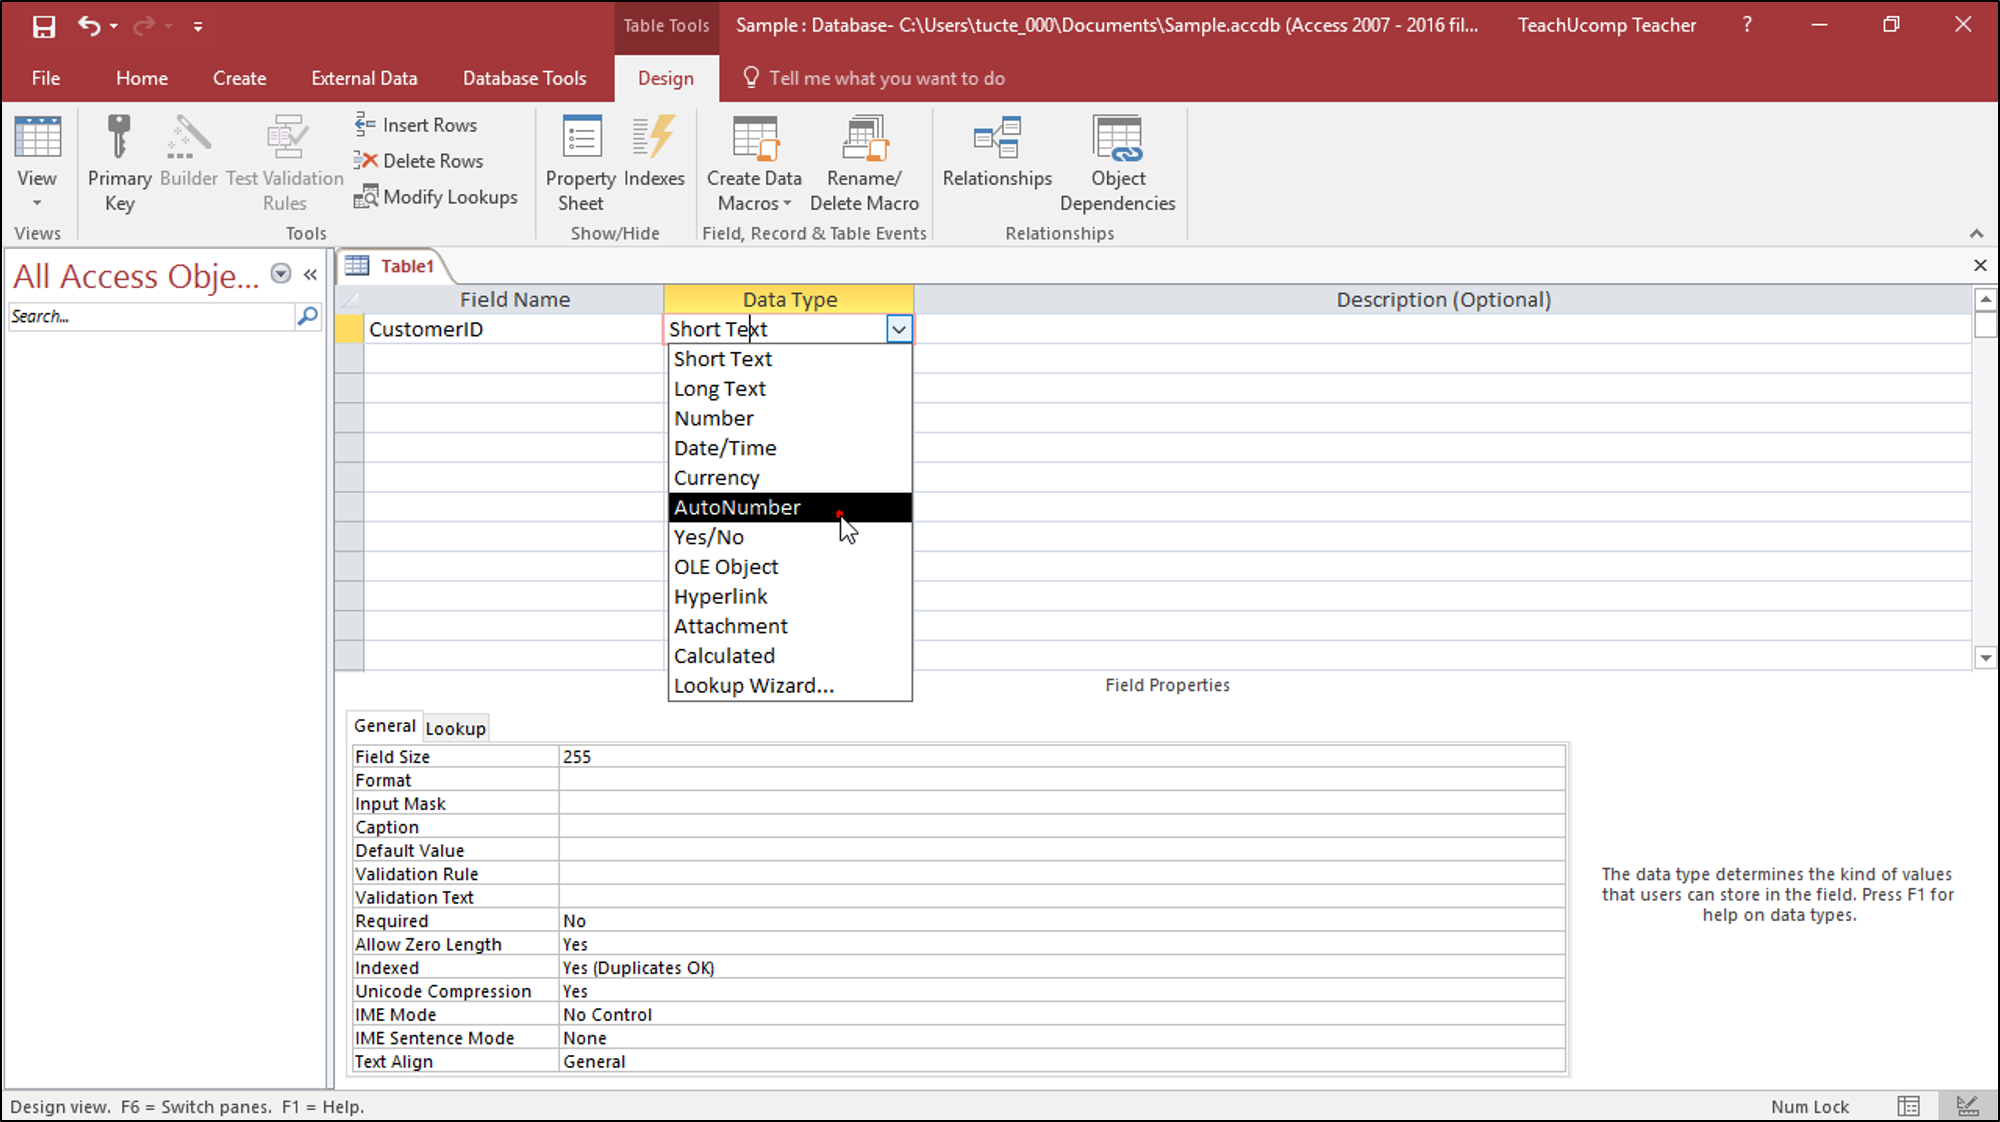 Table Tools
Sample : Database- C:\Users\tucte_000\Documents\Sample.accdb (Access 2007 - 2016 fil...
TeachUcomp Teacher
?
File
Home
Create
External Data
Database Tools
Design
Tell me what you want to do
View
Primary Key
Builder
Test Validation Rules
Insert Rows
Delete Rows
Modify Lookups
Property Sheet
Indexes
Create Data Macros
Rename/ Delete Macro
Relationships
Object Dependencies
Views
Tools
Show/Hide
Field, Record & Table Events
Relationships
All Access Obje...
Search...
Table1
Field Name
Data Type
Description (Optional)
CustomerID
Short Text
Short Text
Long Text
Number
Date/Time
Currency
AutoNumber
Yes/No
OLE Object
Hyperlink
Attachment
Calculated
Lookup Wizard...
Field Properties
General
Lookup
Field Size 255
Format
Input Mask
Caption
Default Value
Validation Rule
Validation Text
Required No
Allow Zero Length Yes
Indexed Yes (Duplicates OK)
Unicode Compression Yes
IME Mode No Control
IME Sentence Mode None
Text Align General
The data type determines the kind of values
that users can store in the field. Press F1 for
help on data types.
Design view. F6 = Switch panes. F1 = Help.
Num Lock